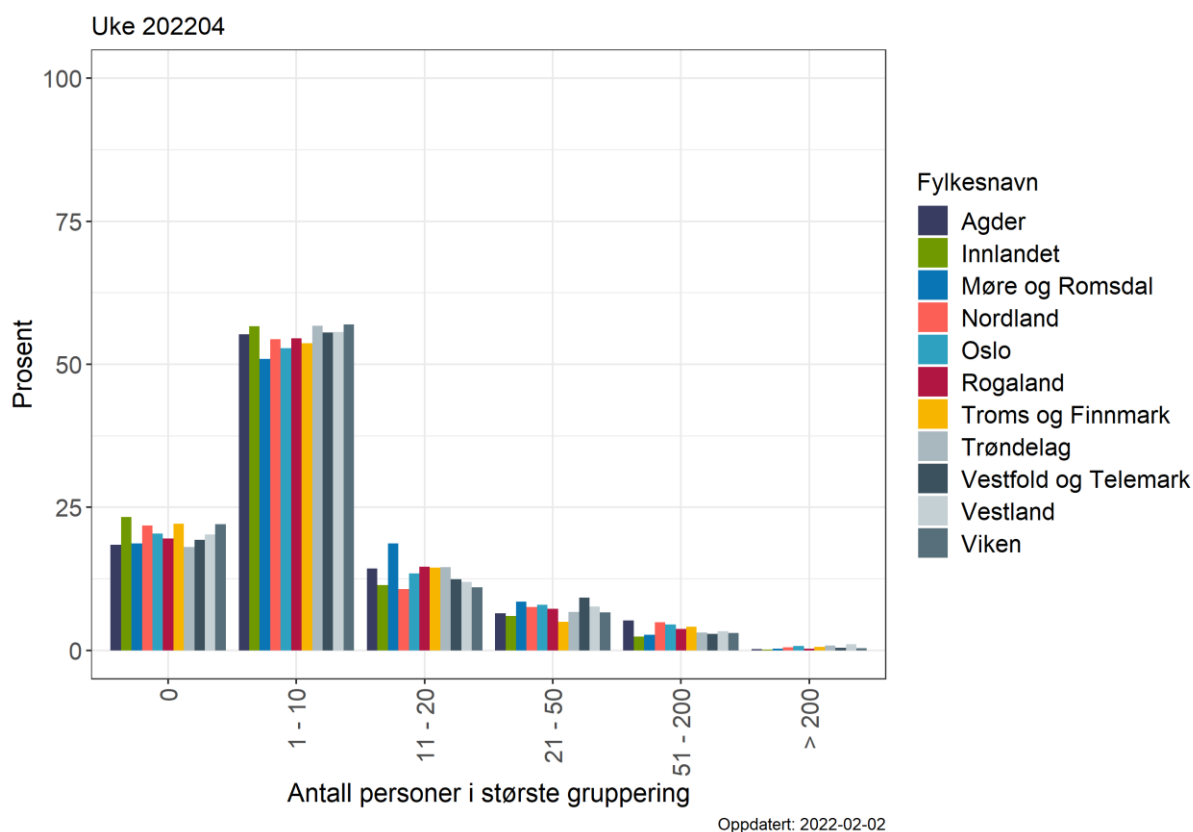 Uke 202204
100
75
50
25
0
Prosent
0
1 - 10
11 - 20
21 - 50
51 - 200
> 200
Antall personer i største gruppering
Fylkesnavn
Agder
Innlandet
Møre og Romsdal
Nordland
Oslo
Rogaland
Troms og Finnmark
Trøndelag
Vestfold og Telemark
Vestland
Viken
Oppdatert: 2022-02-02